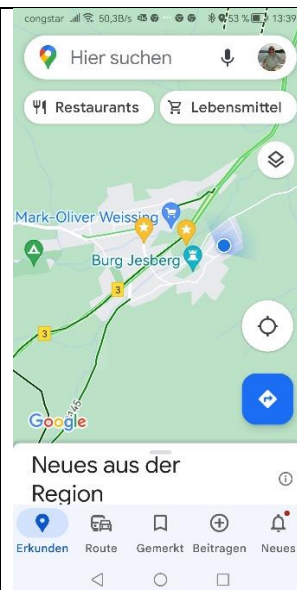 congstar 50,3B/s 53 % 13:39
Hier suchen
Restaurants Lebensmittel
Mark-Oliver Weissing
Burg Jesberg
3
3
345
Google
Neues aus der
Region
Erkunden Route Gemerkt Beitragen Neues